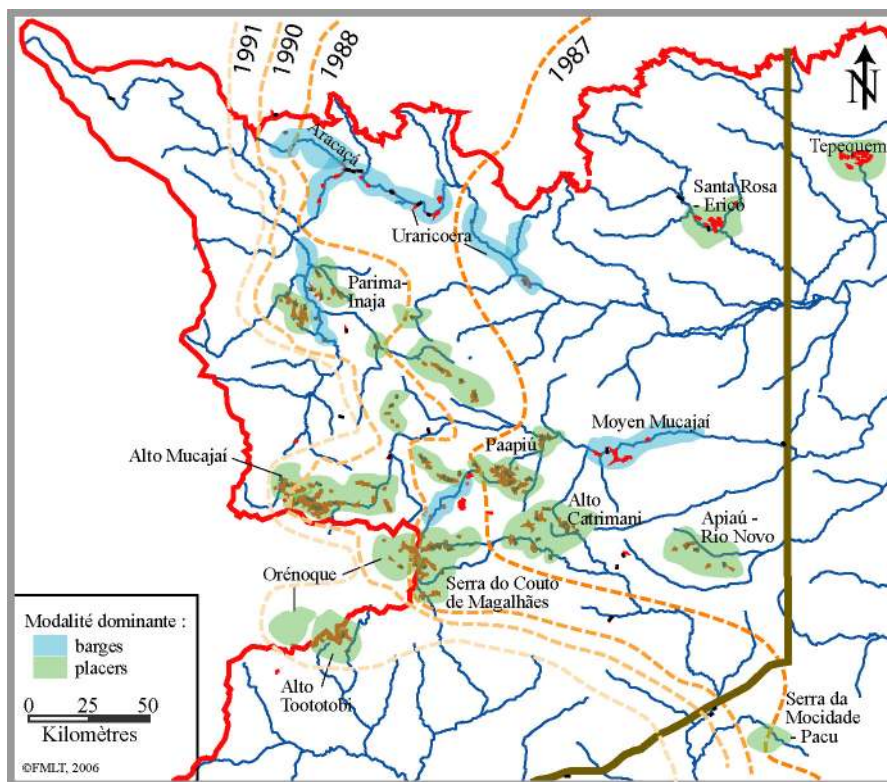 1991
1990
1988
1987
N
Aracaçá
Tepequem
Santa Rosa
- Ericó
Uraricoera
Parima-
Inaja
Moyen Mucajaí
Paapiú
Alto Mucajaí
Alto
Catrimani
Apiaú -
Rio Novo
Orénoque
Serra do Couto
de Magalhães
Modalité dominante :
barges
placers
0 25 50
Kilomètres
Alto
Toototobi
Serra da
Mocidade
- Pacu
©FMLT, 2006